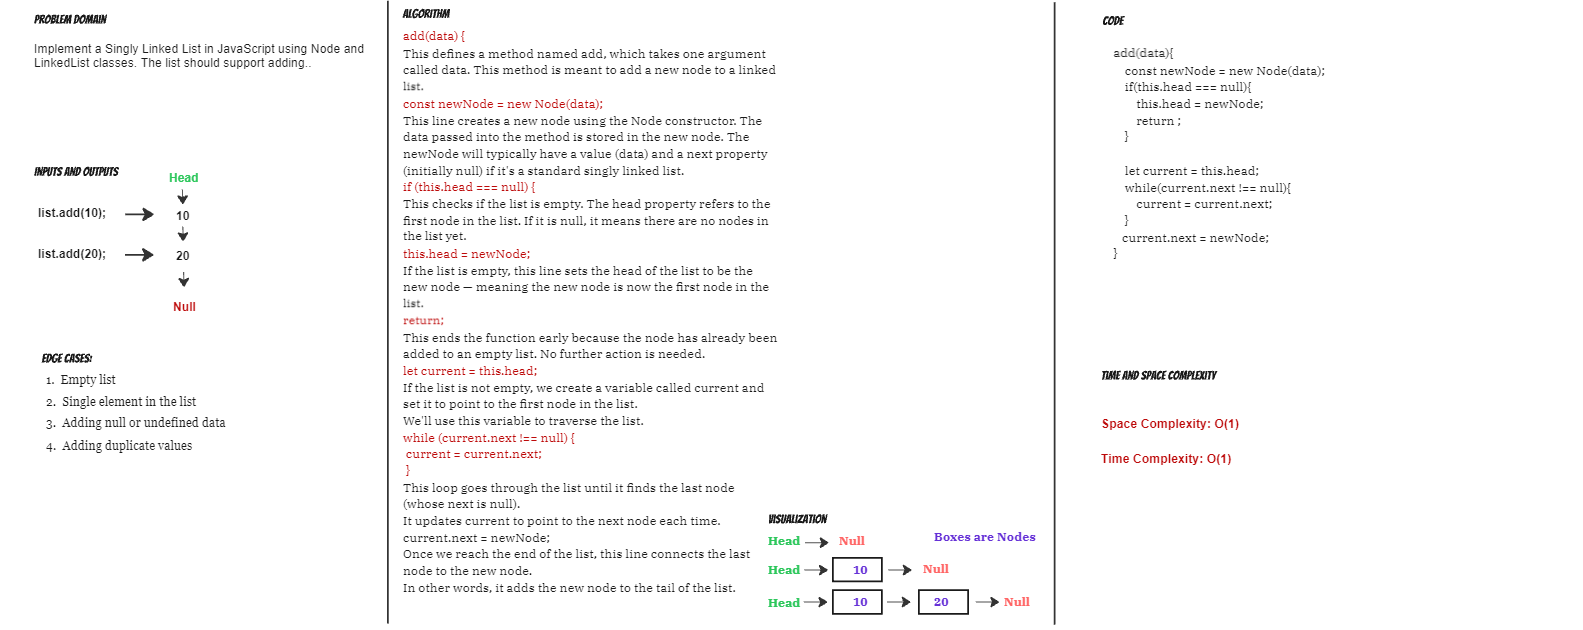 PROBLEM DOMAIN
Implement a Singly Linked List in JavaScript using Node and
LinkedList classes. The list should support adding..
INPUTS AND OUTPUTS
Head
list.add(10);
10
list.add(20);
20
Null
EDGE CASES:
1. Empty list
2. Single element in the list
3. Adding null or undefined data
4. Adding duplicate values
ALGORITHM
add(data) {
This defines a method named add, which takes one argument
called data. This method is meant to add a new node to a linked
list.
const newNode = new Node(data);
This line creates a new node using the Node constructor. The
data passed into the method is stored in the new node. The
newNode will typically have a value (data) and a next property
(initially null) if it's a standard singly linked list.
if (this.head === null) {
This checks if the list is empty. The head property refers to the
first node in the list. If it is null, it means there are no nodes in
the list yet.
this.head = newNode;
If the list is empty, this line sets the head of the list to be the
new node — meaning the new node is now the first node in the
list.
return;
This ends the function early because the node has already been
added to an empty list. No further action is needed.
let current = this.head;
If the list is not empty, we create a variable called current and
set it to point to the first node in the list.
We'll use this variable to traverse the list.
while (current.next !== null) {
current = current.next;
}
This loop goes through the list until it finds the last node
(whose next is null).
It updates current to point to the next node each time.
current.next = newNode;
Once we reach the end of the list, this line connects the last
node to the new node.
In other words, it adds the new node to the tail of the list.
VISUALIZATION
Head Null
Boxes are Nodes
Head 10 Null
Head 10 20 Null
CODE
add(data){
const newNode = new Node(data);
if(this.head === null){
this.head = newNode;
return ;
}
let current = this.head;
while(current.next !== null){
current = current.next;
}
current.next = newNode;
}
TIME AND SPACE COMPLEXITY
Space Complexity: O(1)
Time Complexity: O(1)